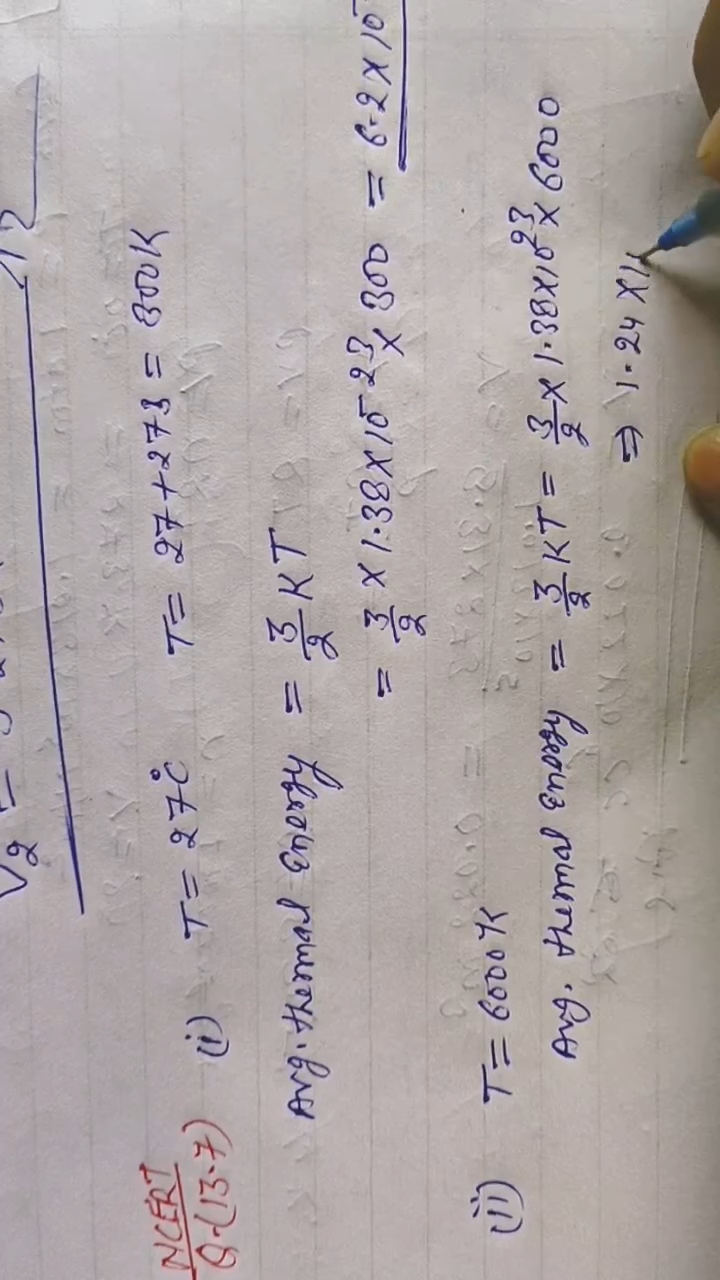 NCERT
Q.(13.7)
(i) T = 27°C T = 27+273 = 300K
Avg. thermal Energy = 3/2 KT
= 3/2 × 1.38×10⁻²³ × 300 = 6.2×10
(ii) T = 6000K
Avg. thermal Energy = 3/2 KT = 3/2 × 1.38×10⁻²³ × 6000
⇒ 1.24 ×1